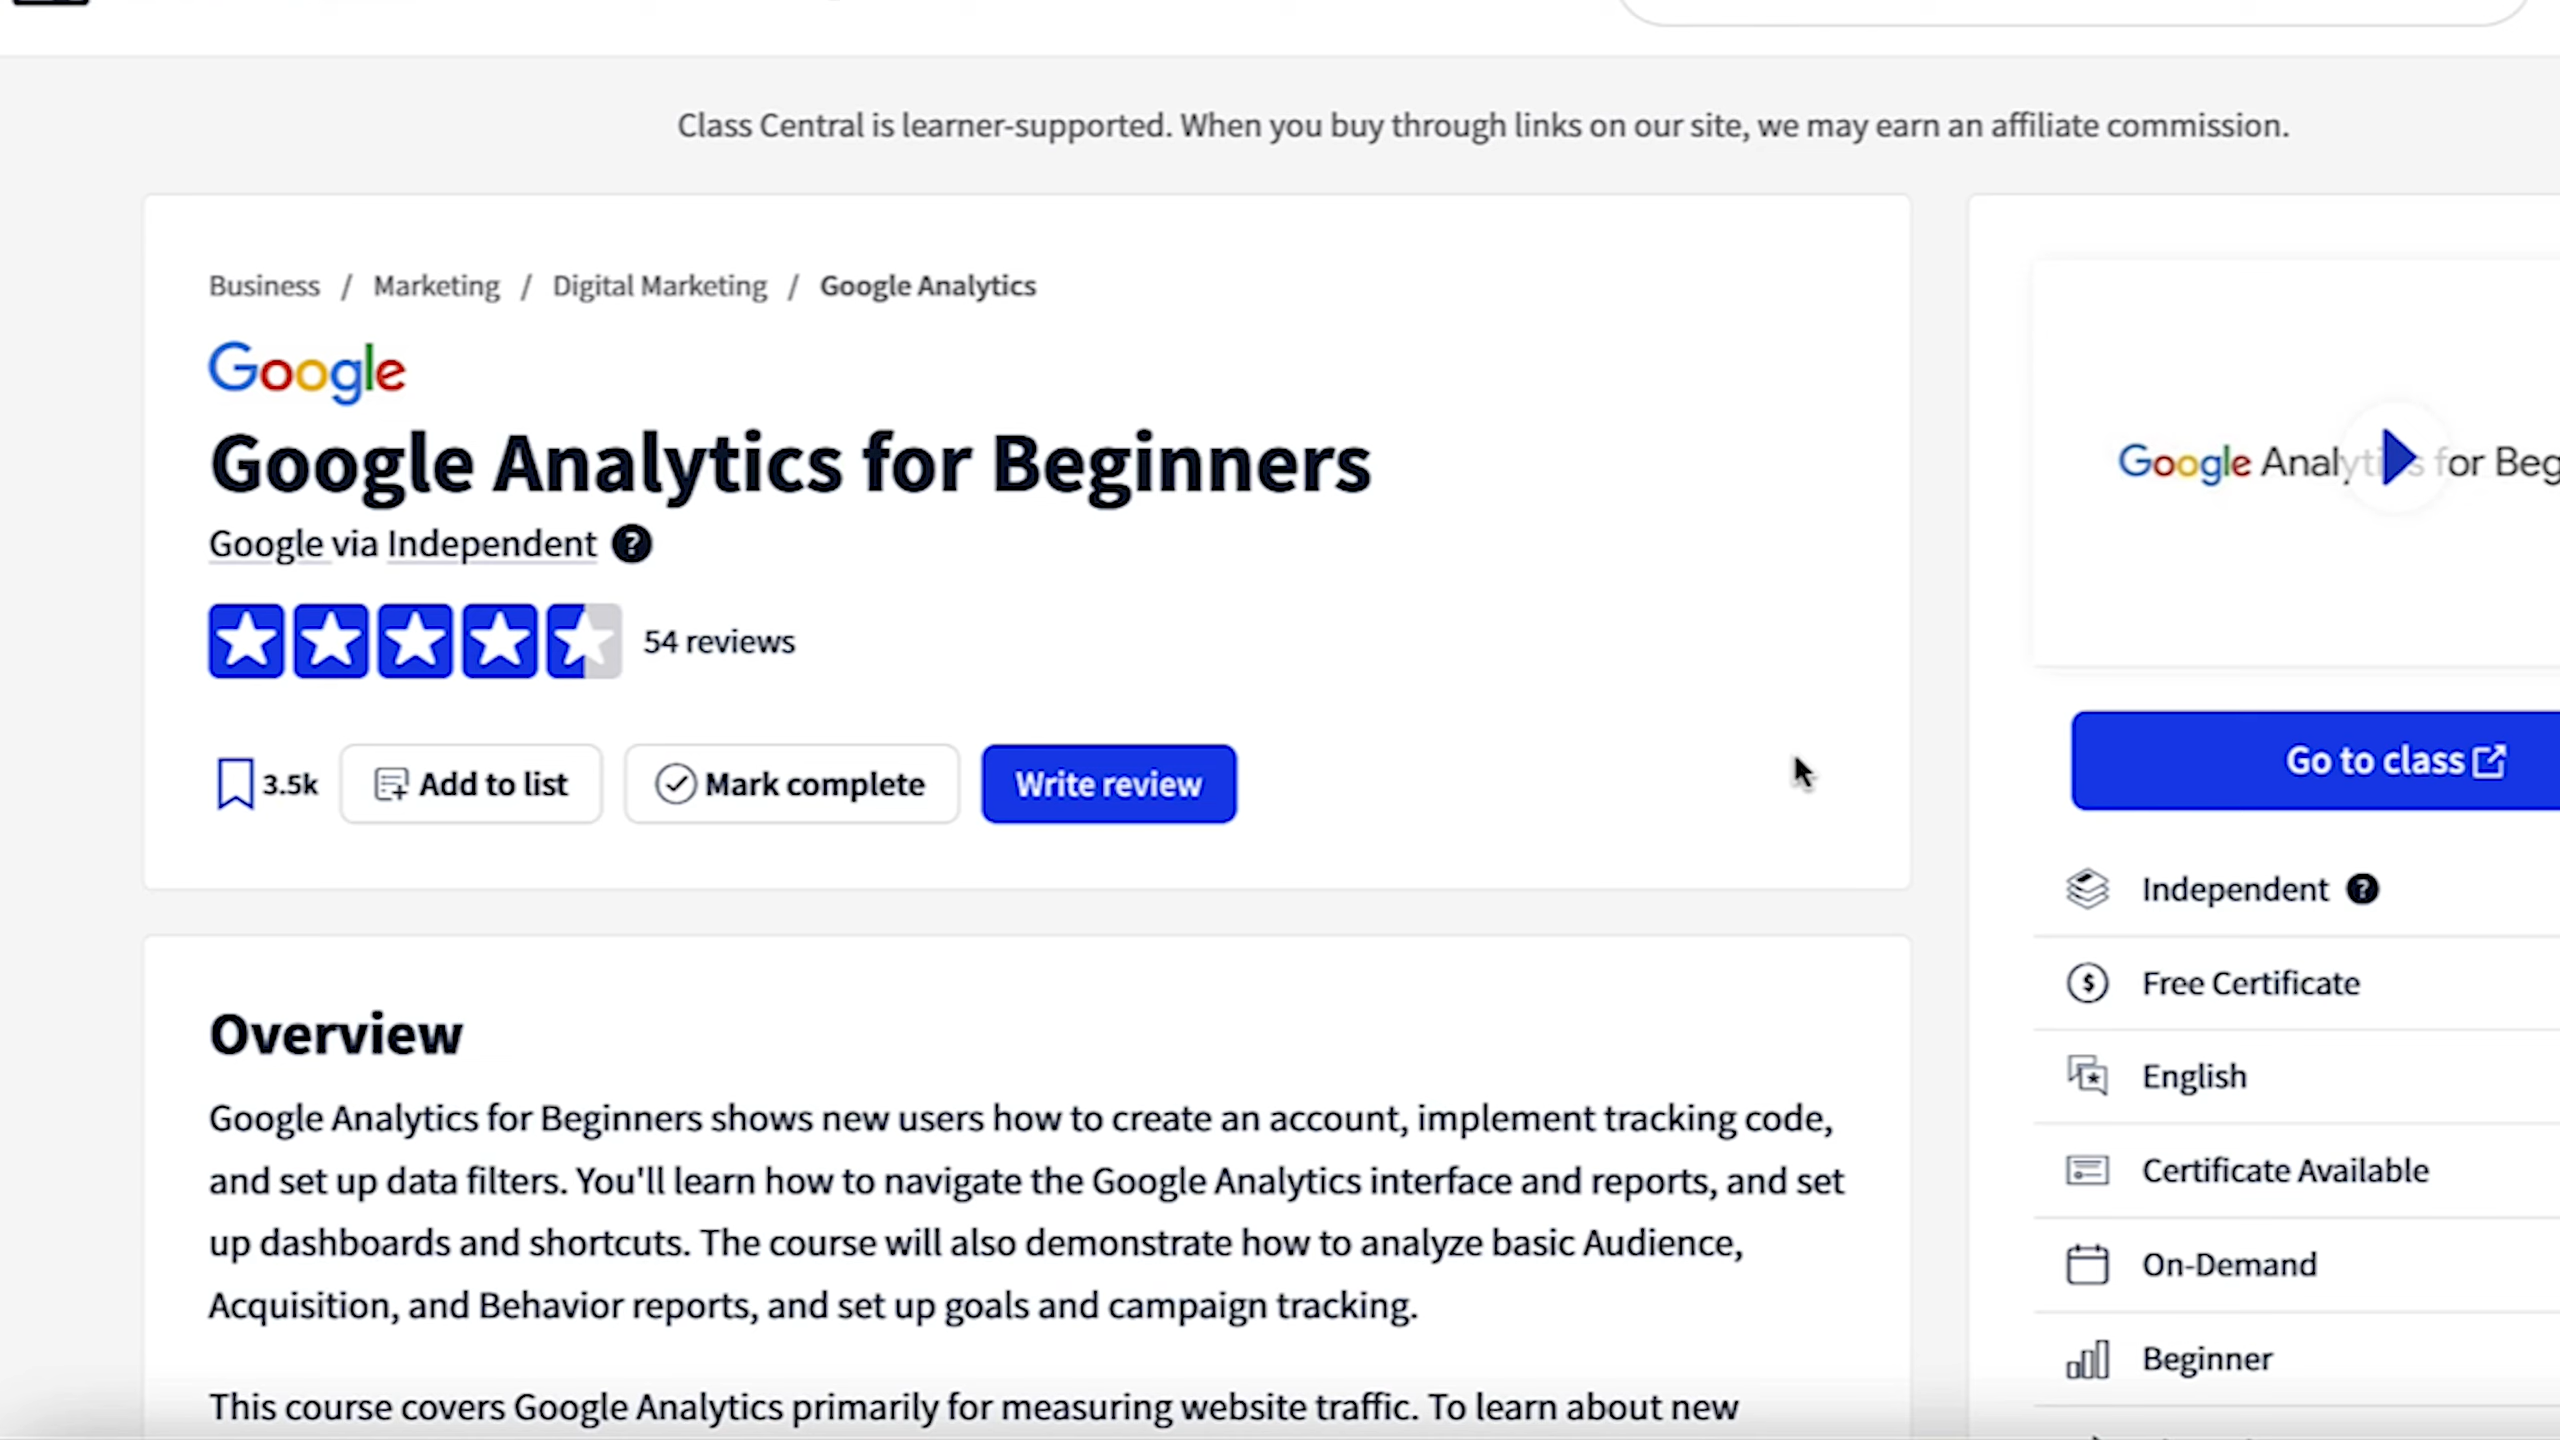 Class Central is learner-supported. When you buy through links on our site, we may earn an affiliate commission.
Business / Marketing / Digital Marketing / Google Analytics
Google
Google Analytics for Beginners
Google via Independent ?
54 reviews
3.5k Add to list Mark complete Write review
Overview
Google Analytics for Beginners shows new users how to create an account, implement tracking code,
and set up data filters. You'll learn how to navigate the Google Analytics interface and reports, and set
up dashboards and shortcuts. The course will also demonstrate how to analyze basic Audience,
Acquisition, and Behavior reports, and set up goals and campaign tracking.
This course covers Google Analytics primarily for measuring website traffic. To learn about new
Google Analytics for Beg
Go to class
Independent ?
Free Certificate
English
Certificate Available
On-Demand
Beginner